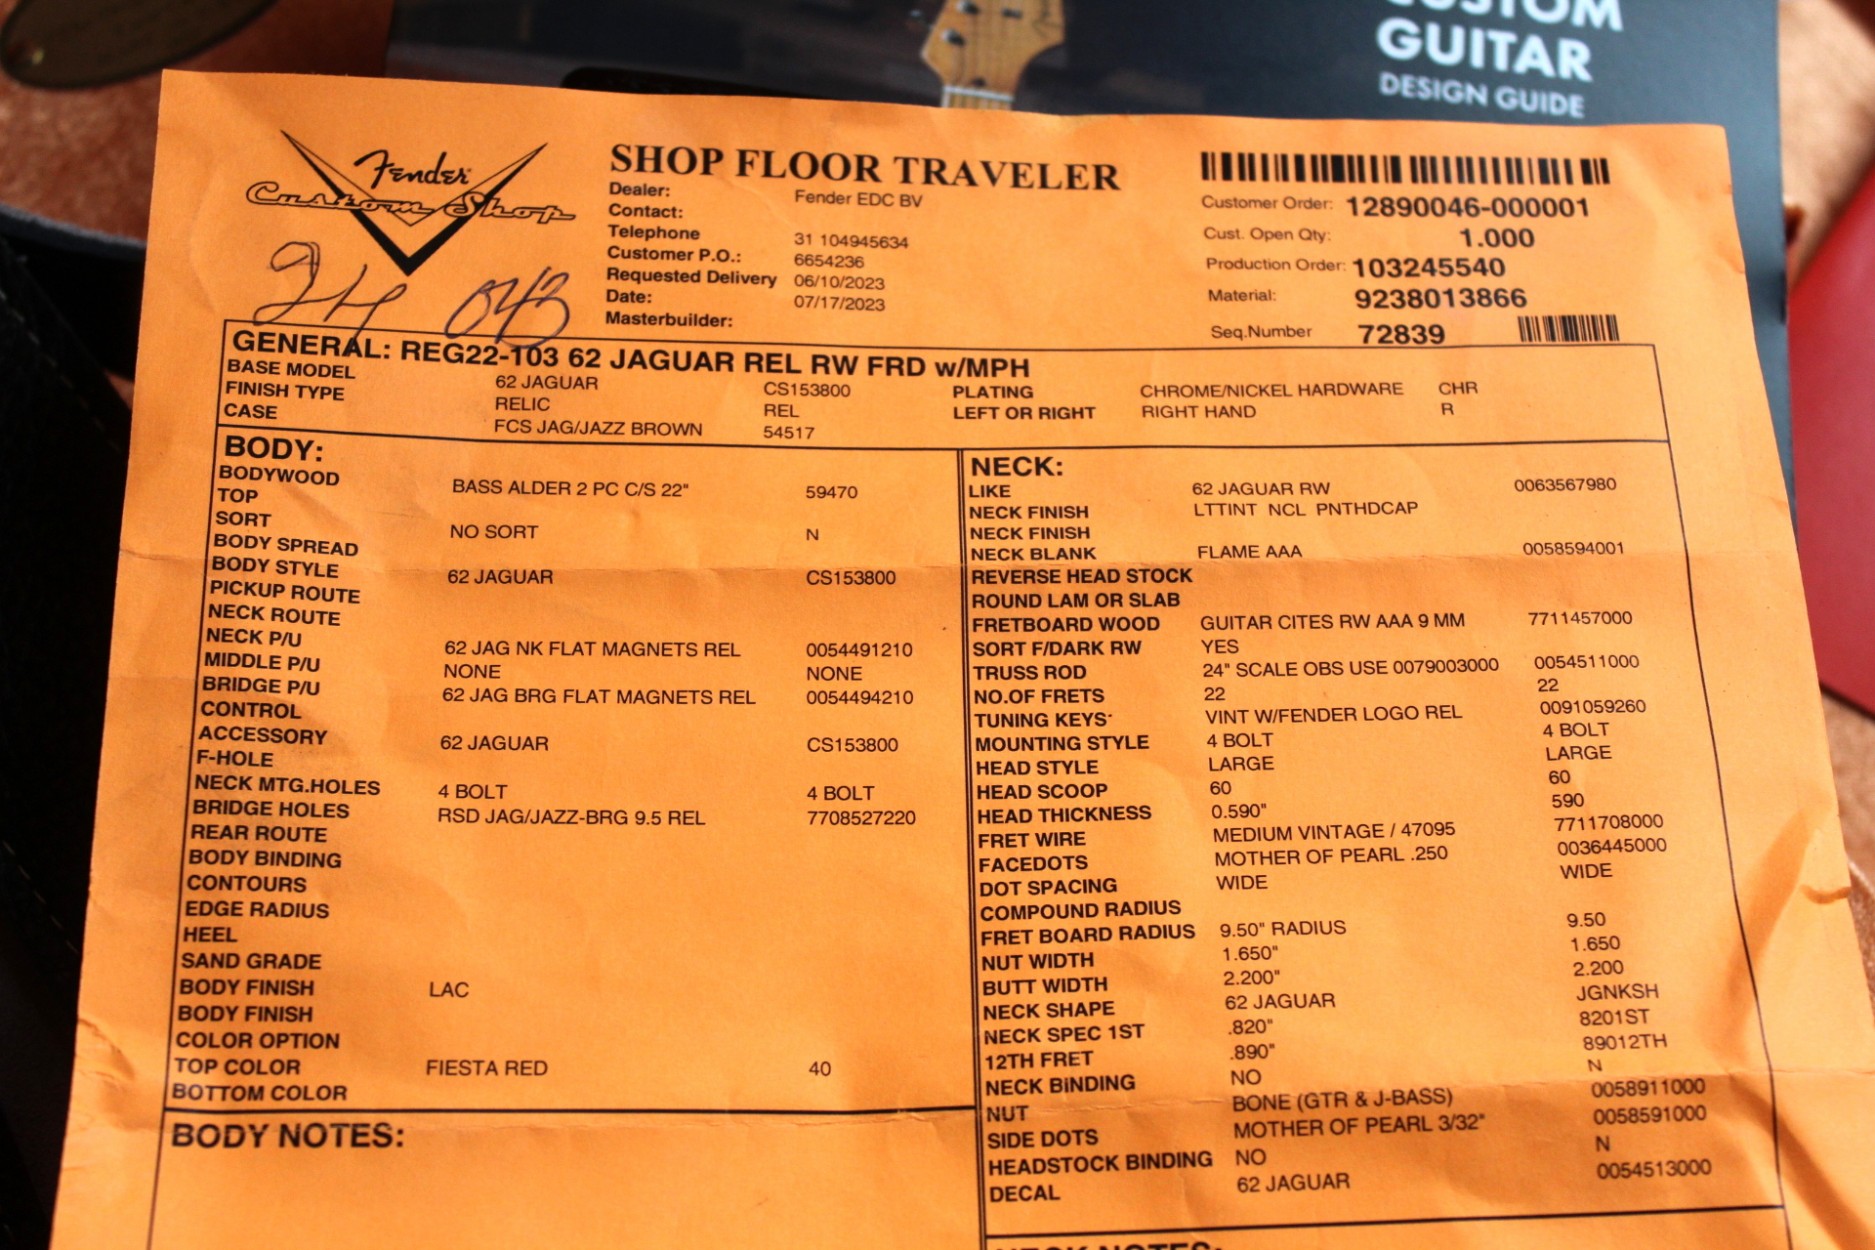 CUSTOM
GUITAR
DESIGN GUIDE
Fender
Custom Shop
SHOP FLOOR TRAVELER
Dealer: Fender EDC BV
Contact:
Telephone 31 104945634
Customer P.O.: 6654236
Requested Delivery 06/10/2023
Date: 07/17/2023
Masterbuilder:
Customer Order: 12890046-000001
Cust. Open Qty: 1.000
Production Order: 103245540
Material: 9238013866
Seq.Number 72839
GENERAL: REG22-103 62 JAGUAR REL RW FRD w/MPH
BASE MODEL 62 JAGUAR CS153800
FINISH TYPE RELIC REL
CASE FCS JAG/JAZZ BROWN 54517
PLATING CHROME/NICKEL HARDWARE CHR
LEFT OR RIGHT RIGHT HAND R
BODY:
BODYWOOD BASS ALDER 2 PC C/S 22" 59470
TOP
SORT NO SORT N
BODY SPREAD
BODY STYLE 62 JAGUAR CS153800
PICKUP ROUTE
NECK ROUTE
NECK P/U 62 JAG NK FLAT MAGNETS REL 0054491210
MIDDLE P/U NONE NONE
BRIDGE P/U 62 JAG BRG FLAT MAGNETS REL 0054494210
CONTROL
ACCESSORY 62 JAGUAR CS153800
F-HOLE
NECK MTG.HOLES 4 BOLT 4 BOLT
BRIDGE HOLES RSD JAG/JAZZ-BRG 9.5 REL 7708527220
REAR ROUTE
BODY BINDING
CONTOURS
EDGE RADIUS
HEEL
SAND GRADE
BODY FINISH LAC
BODY FINISH
COLOR OPTION
TOP COLOR FIESTA RED 40
BOTTOM COLOR
BODY NOTES:
NECK:
LIKE 62 JAGUAR RW 0063567980
NECK FINISH LTTINT NCL PNTHDCAP
NECK FINISH
NECK BLANK FLAME AAA 0058594001
REVERSE HEAD STOCK
ROUND LAM OR SLAB
FRETBOARD WOOD GUITAR CITES RW AAA 9 MM 7711457000
SORT F/DARK RW YES
TRUSS ROD 24" SCALE OBS USE 0079003000 0054511000
NO.OF FRETS 22 22
TUNING KEYS VINT W/FENDER LOGO REL 0091059260
MOUNTING STYLE 4 BOLT 4 BOLT
HEAD STYLE LARGE LARGE
HEAD SCOOP 60 60
HEAD THICKNESS 0.590" 590
FRET WIRE MEDIUM VINTAGE / 47095 7711708000
FACEDOTS MOTHER OF PEARL .250 0036445000
DOT SPACING WIDE WIDE
COMPOUND RADIUS
FRET BOARD RADIUS 9.50" RADIUS 9.50
NUT WIDTH 1.650" 1.650
BUTT WIDTH 2.200" 2.200
NECK SHAPE 62 JAGUAR JGNKSH
NECK SPEC 1ST .820" 8201ST
12TH FRET .890" 89012TH
NECK BINDING NO N
NUT BONE (GTR & J-BASS) 0058911000
SIDE DOTS MOTHER OF PEARL 3/32" 0058591000
HEADSTOCK BINDING NO N
DECAL 62 JAGUAR 0054513000
NECK NOTES: